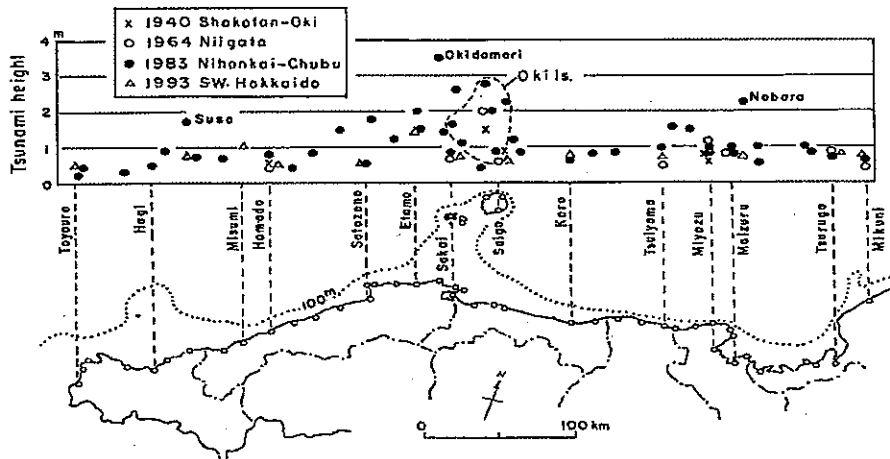 × 1940 Shakotan-Oki
○ 1964 Niigata
● 1983 Nihonkai-Chubu
△ 1993 SW. Hokkaido
m
4
3
2
1
0
Tsunami height
Susa
Okidomari
Oki Is.
Nobara
Toyoura
Hagi
Misumi
Hamada
Satazono
Etomo
Sakai
Saigo
Karo
Tsuiyama
Miyazu
Maizuru
Tsuruga
Mikuni
100m
N
0 100 km